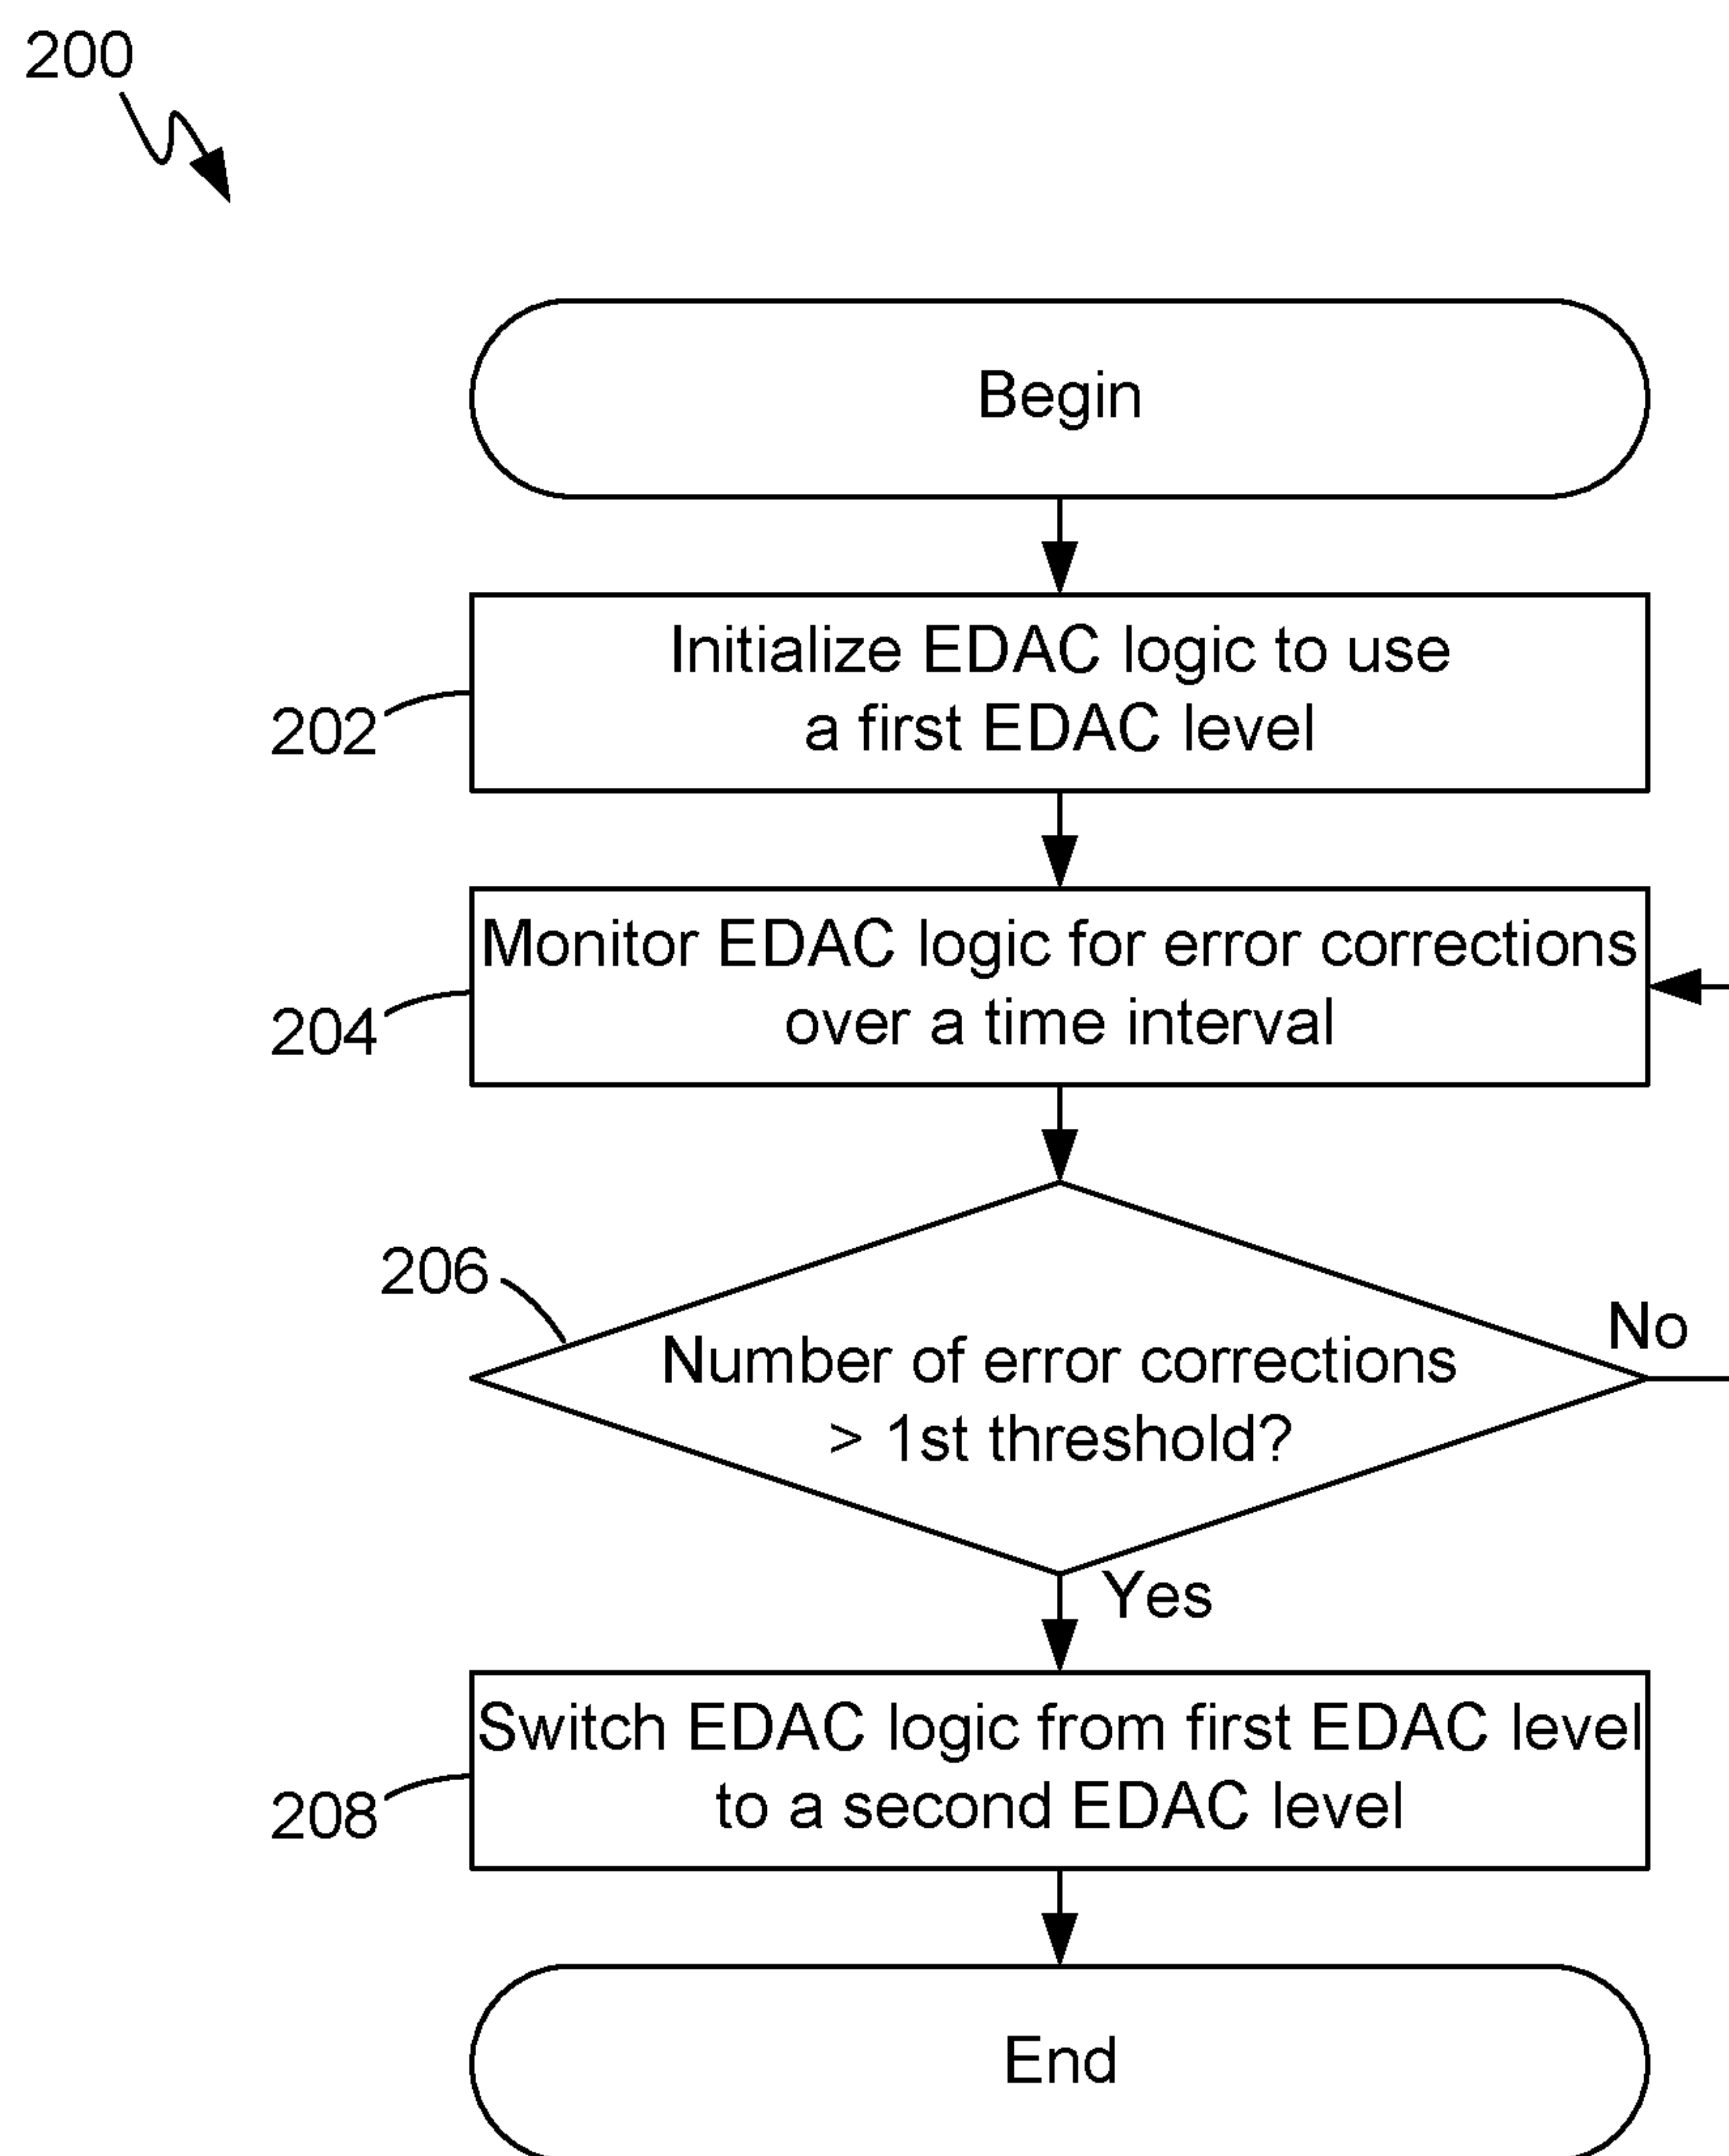 200
Begin
Initialize EDAC logic to use
a first EDAC level
202
Monitor EDAC logic for error corrections
over a time interval
204
206
Number of error corrections
> 1st threshold?
No
Yes
Switch EDAC logic from first EDAC level
to a second EDAC level
208
End